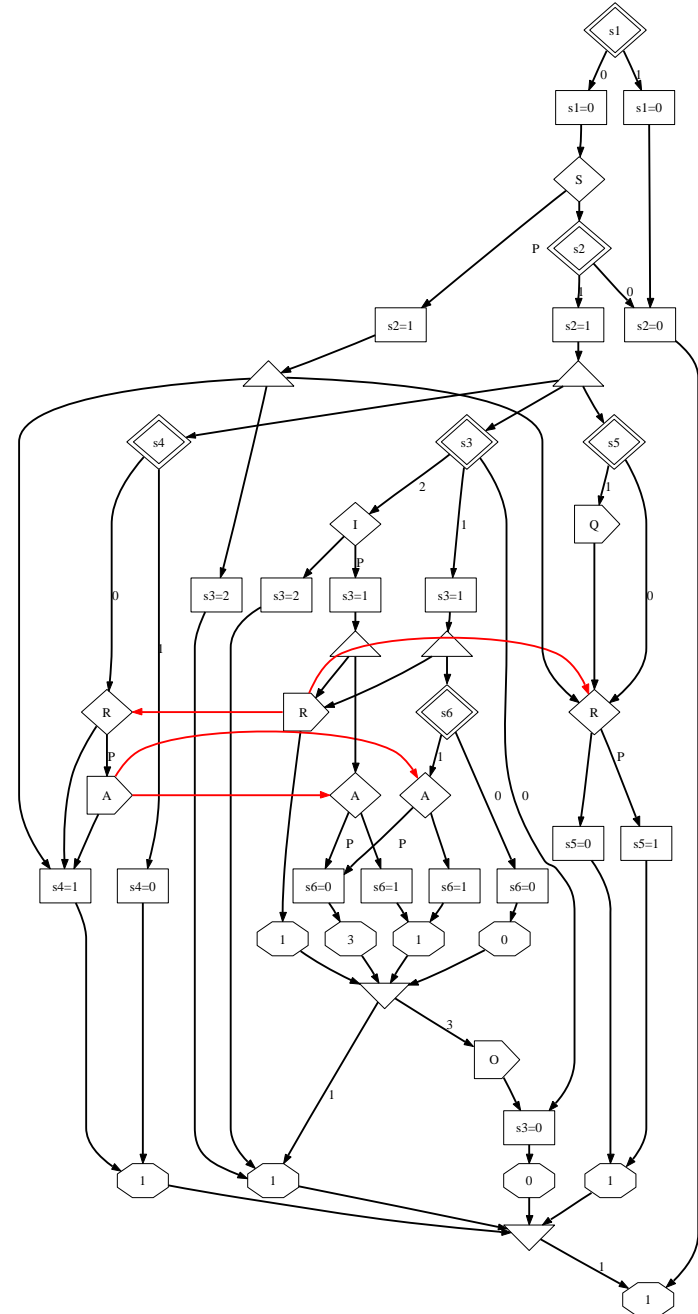 s1
0 1
s1=0 s1=0
S
P s2
1 0
s2=1 s2=1 s2=0
s4 s3 s5
2 1
I 1 Q
P
s3=2 s3=2 s3=1 s3=1
0 1 0
R R s6 R
P 1 P
A A A 0 0
P P s5=0 s5=1
s4=1 s4=0 s6=0 s6=1 s6=1 s6=0
1 3 1 0
3
O
1
s3=0
1 1 0 1
1
1